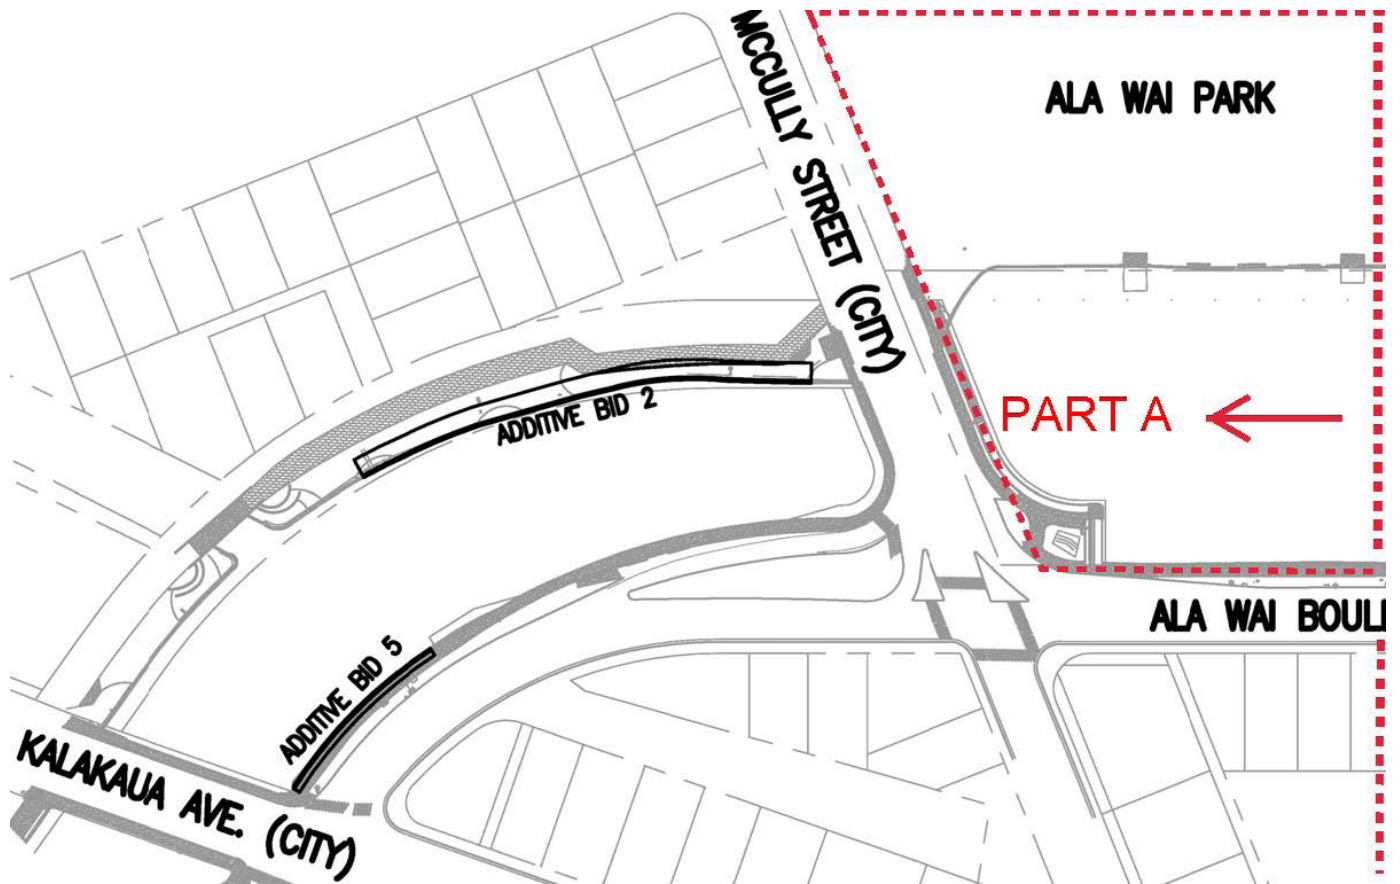 MCCULLY STREET (CITY)
ALA WAI PARK
ADDITIVE BID 2
PART A
ALA WAI BOUL
ADDITIVE BID 5
KALAKAUA AVE. (CITY)